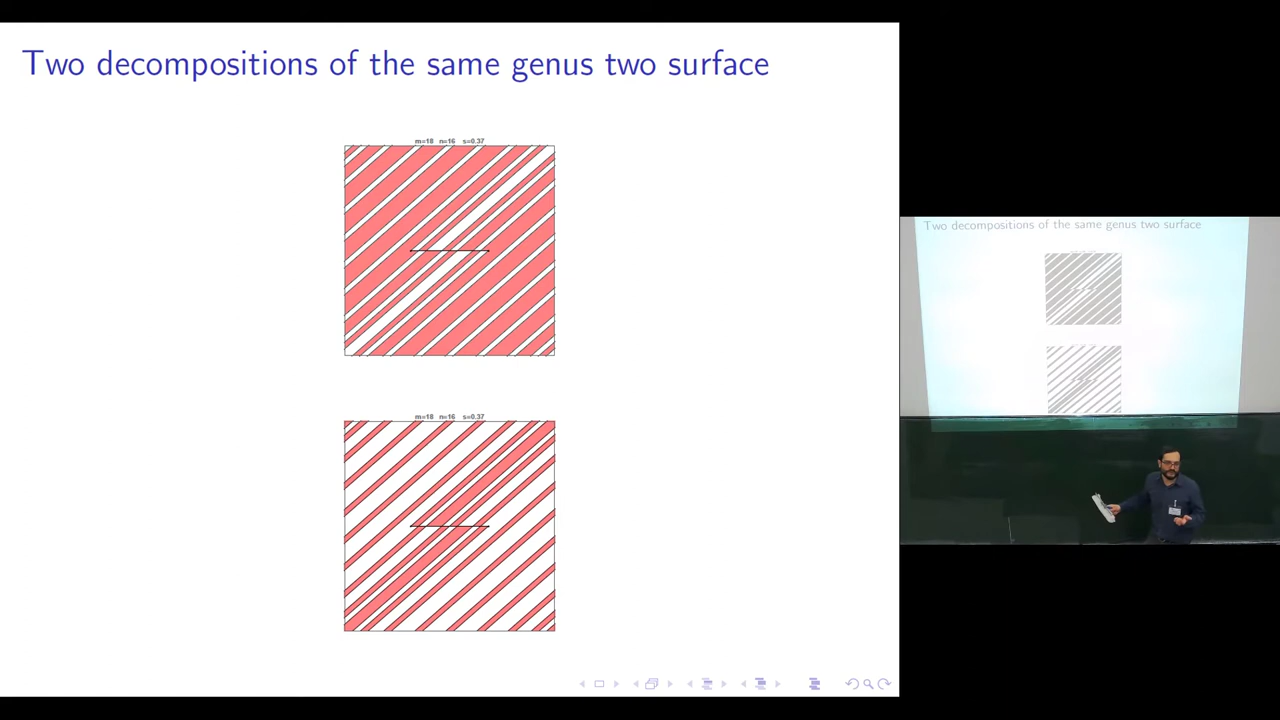 Two decompositions of the same genus two surface
m=18 n=16 s=0.37
m=18 n=16 s=0.37
Two decompositions of the same genus two surface